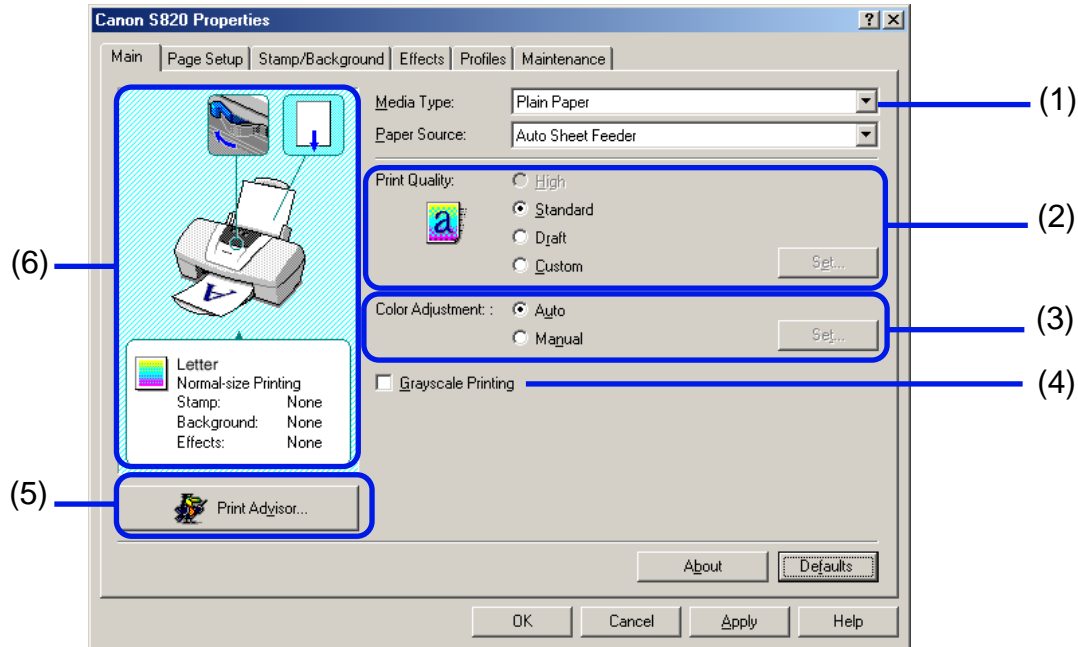 Canon S820 Properties
Main Page Setup Stamp/Background Effects Profiles Maintenance
Media Type: Plain Paper (1)
Paper Source: Auto Sheet Feeder
Print Quality: High
a
Standard
(2)
Draft
Custom Set...
(6)
A
Color Adjustment: : Auto
(3)
Manual Set...
Letter
Normal-size Printing
Stamp: None
Background: None
Effects: None
Grayscale Printing (4)
(5)
Print Advisor...
About Defaults
OK Cancel Apply Help